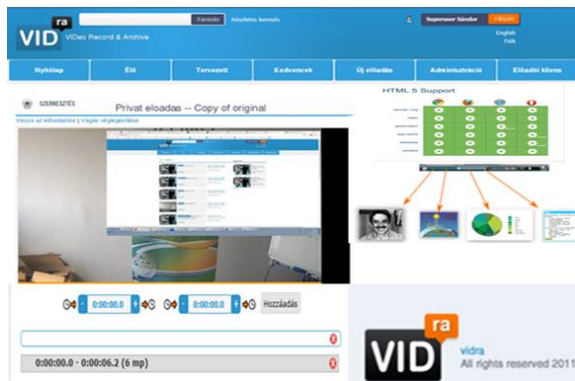 ra
VID
VIDeo Record & Archive
Keresés
Részletes keresés
Superuser Sándor
Kilépés
English
Fiók
Nyitólap
Élő
Tervezett
Kedvencek
Új előadás
Adminisztráció
Előadói kliens
SZERKESZTÉS
Privat eloadas -- Copy of original
Vissza az előadáshoz | Vágás véglegesítése
HTML 5 Support
- 0:00:00.0 +
- 0:00:00.0 +
Hozzáadás
0:00:00.0 - 0:00:06.2 (6 mp)
ra
VID
vidra
All rights reserved 2011